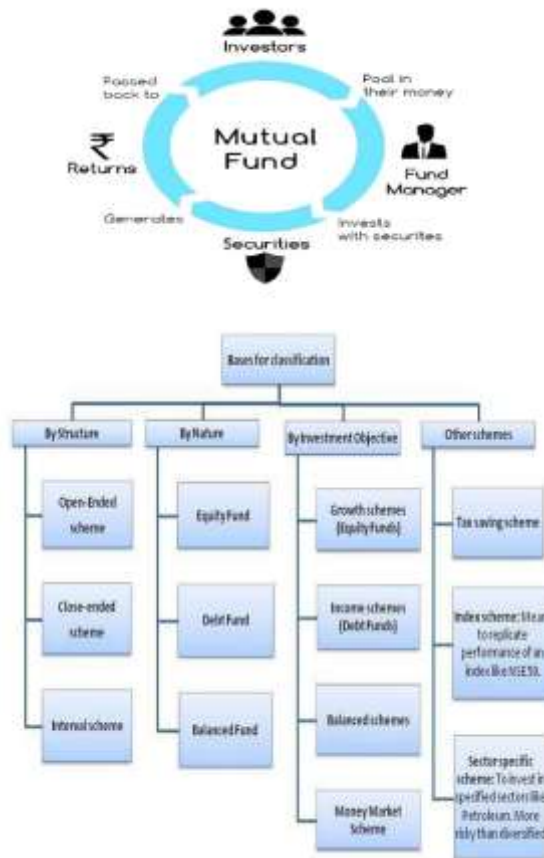 Investors
Passed
back to
Pool in
their money
Mutual
Fund
₹
Returns
Fund
Manager
Generates
Invests
with securites
Securities
Bases for classification
By Structure
By Nature
By Investment Objective
Other schemes
Open-Ended
scheme
Equity Fund
Growth schemes
(Equity Funds)
Tax saving scheme
Close-ended
scheme
Debt Fund
Income schemes
(Debt Funds)
Index scheme: Mean
to replicate
performance of an
index like NSE50.
Interval scheme
Balanced Fund
Balanced schemes
Money Market
Scheme
Sector specific
scheme: To invest in
specified sectors like
Petroleum. More
risky than diversified